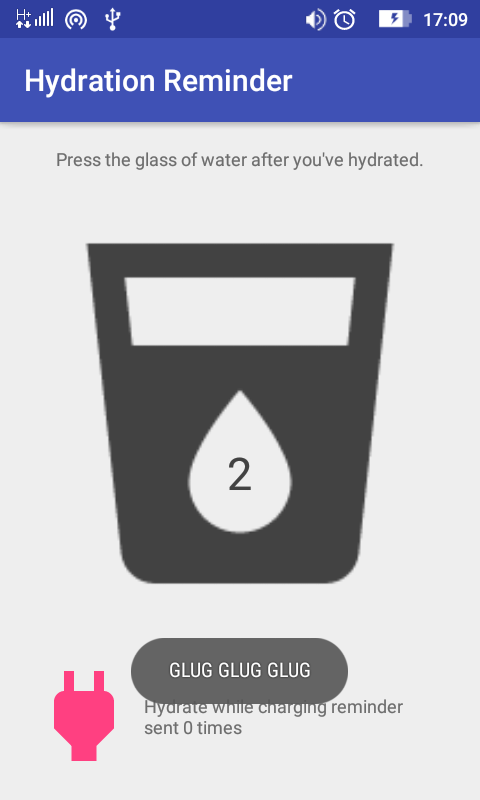 H+ 17:09
Hydration Reminder
Press the glass of water after you've hydrated.
2
GLUG GLUG GLUG
Hydrate while charging reminder
sent 0 times